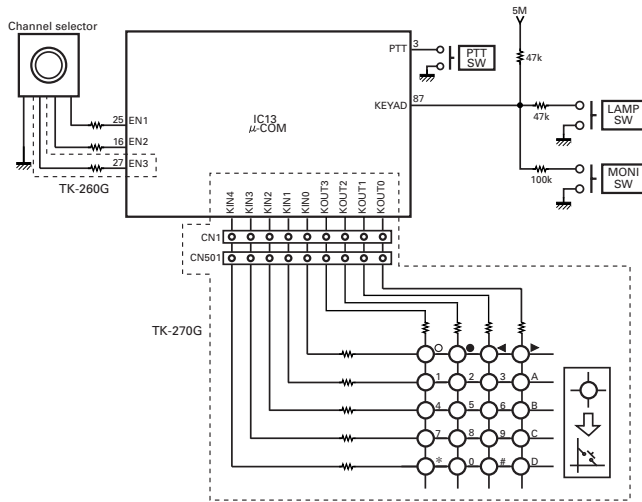 Channel selector
5M
PTT
3
PTT
SW
47k
KEYAD
87
47k
LAMP
SW
IC13
μ-COM
25 EN1
16 EN2
27 EN3
TK-260G
100k
MONI
SW
KIN4
KIN3
KIN2
KIN1
KIN0
KOUT3
KOUT2
KOUT1
KOUT0
CN1
CN501
TK-270G
○ ● ◀ ▶
1 2 3 A
4 5 6 B
7 8 9 C
* 0 # D